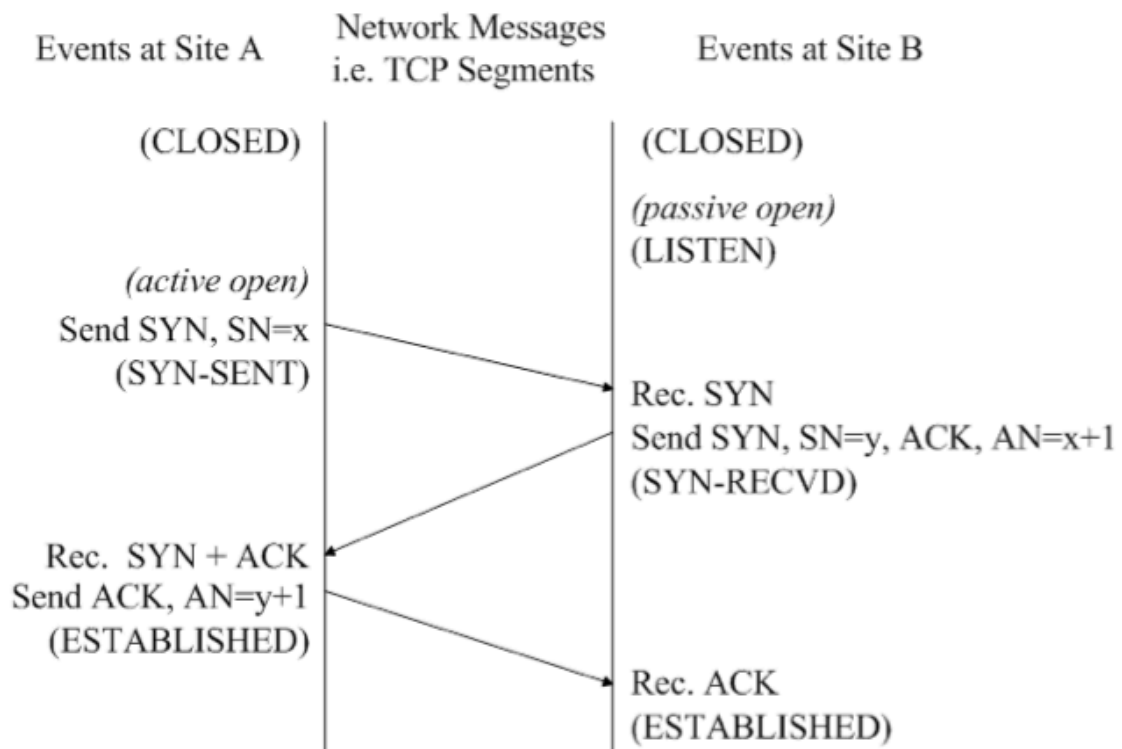 Events at Site A
Network Messages
i.e. TCP Segments
Events at Site B
(CLOSED)
(CLOSED)
(passive open)
(LISTEN)
(active open)
Send SYN, SN=x
(SYN-SENT)
Rec. SYN
Send SYN, SN=y, ACK, AN=x+1
(SYN-RECVD)
Rec. SYN + ACK
Send ACK, AN=y+1
(ESTABLISHED)
Rec. ACK
(ESTABLISHED)